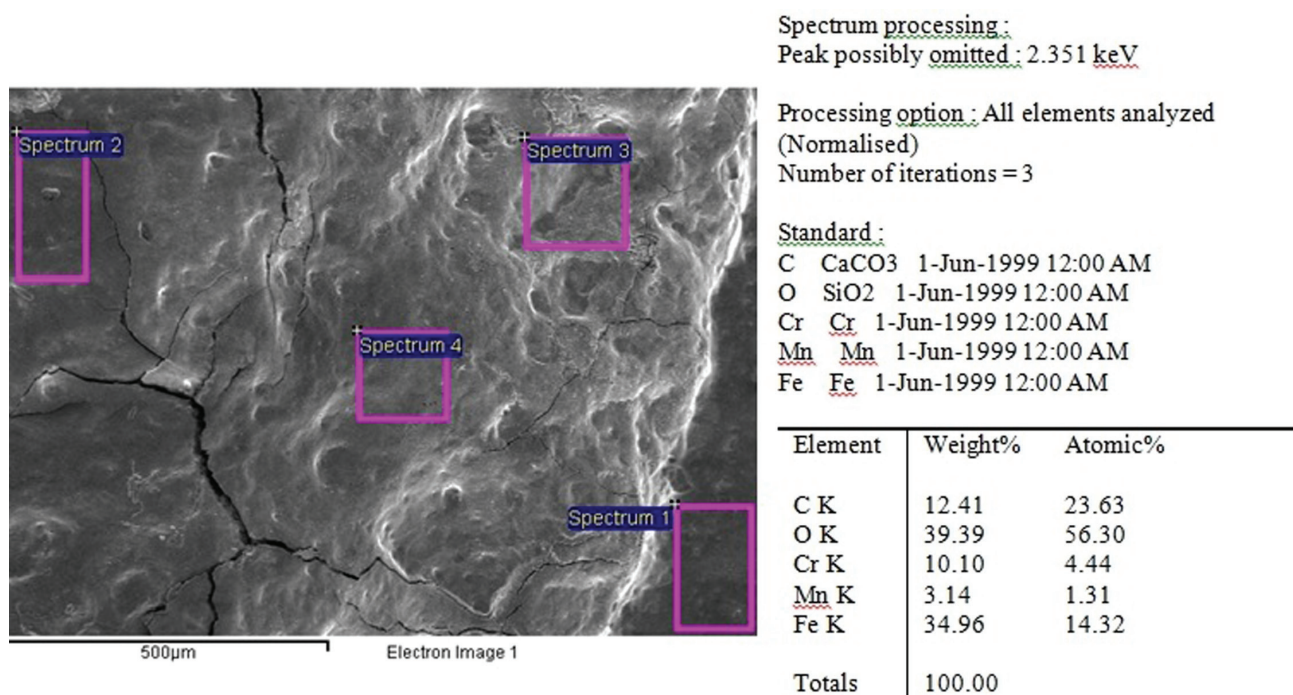 Spectrum processing :
Peak possibly omitted : 2.351 keV
Processing option : All elements analyzed
(Normalised)
Number of iterations = 3
Standard :
C CaCO3 1-Jun-1999 12:00 AM
O SiO2 1-Jun-1999 12:00 AM
Cr Cr 1-Jun-1999 12:00 AM
Mn Mn 1-Jun-1999 12:00 AM
Fe Fe 1-Jun-1999 12:00 AM
Element Weight% Atomic%
C K 12.41 23.63
O K 39.39 56.30
Cr K 10.10 4.44
Mn K 3.14 1.31
Fe K 34.96 14.32
Totals 100.00
Spectrum 2
Spectrum 3
Spectrum 4
Spectrum 1
500µm Electron Image 1